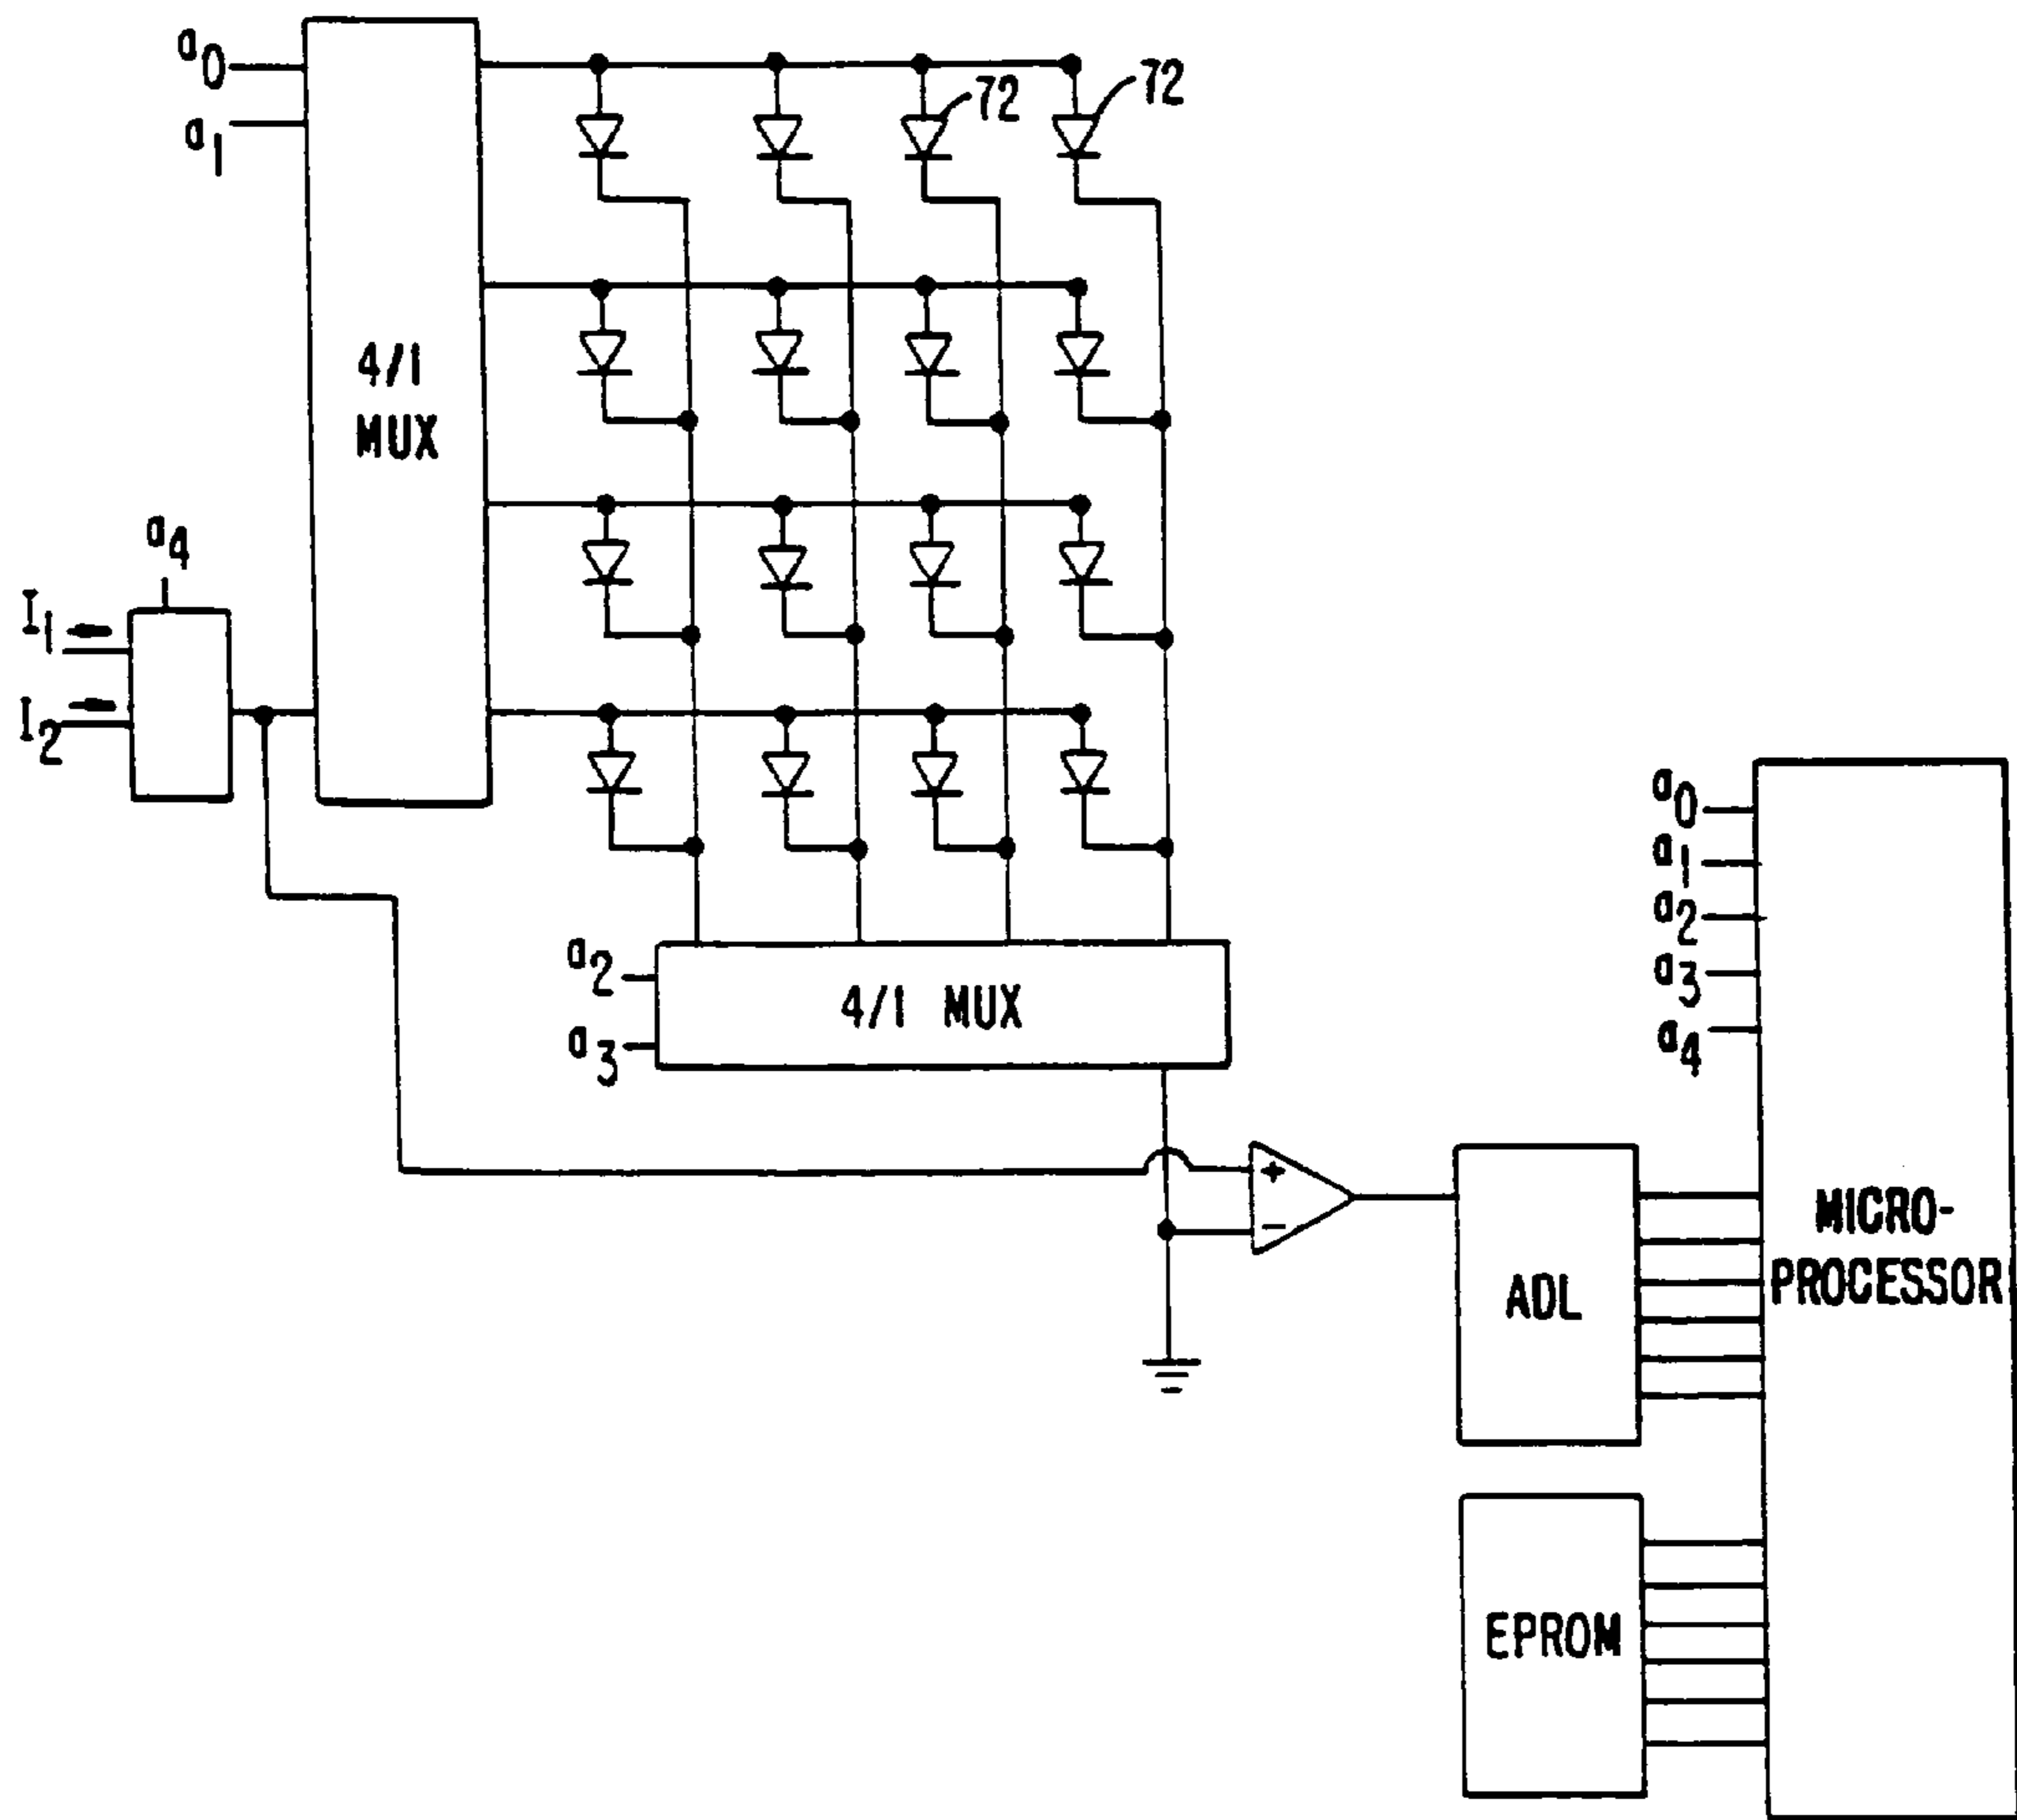 a0
72
72
a1
4/1
MUX
a4
I1
I2
a0
a1
a2
a3
a4
a2
4/1 MUX
a3
+
−
MICRO-
PROCESSOR
ADL
EPROM